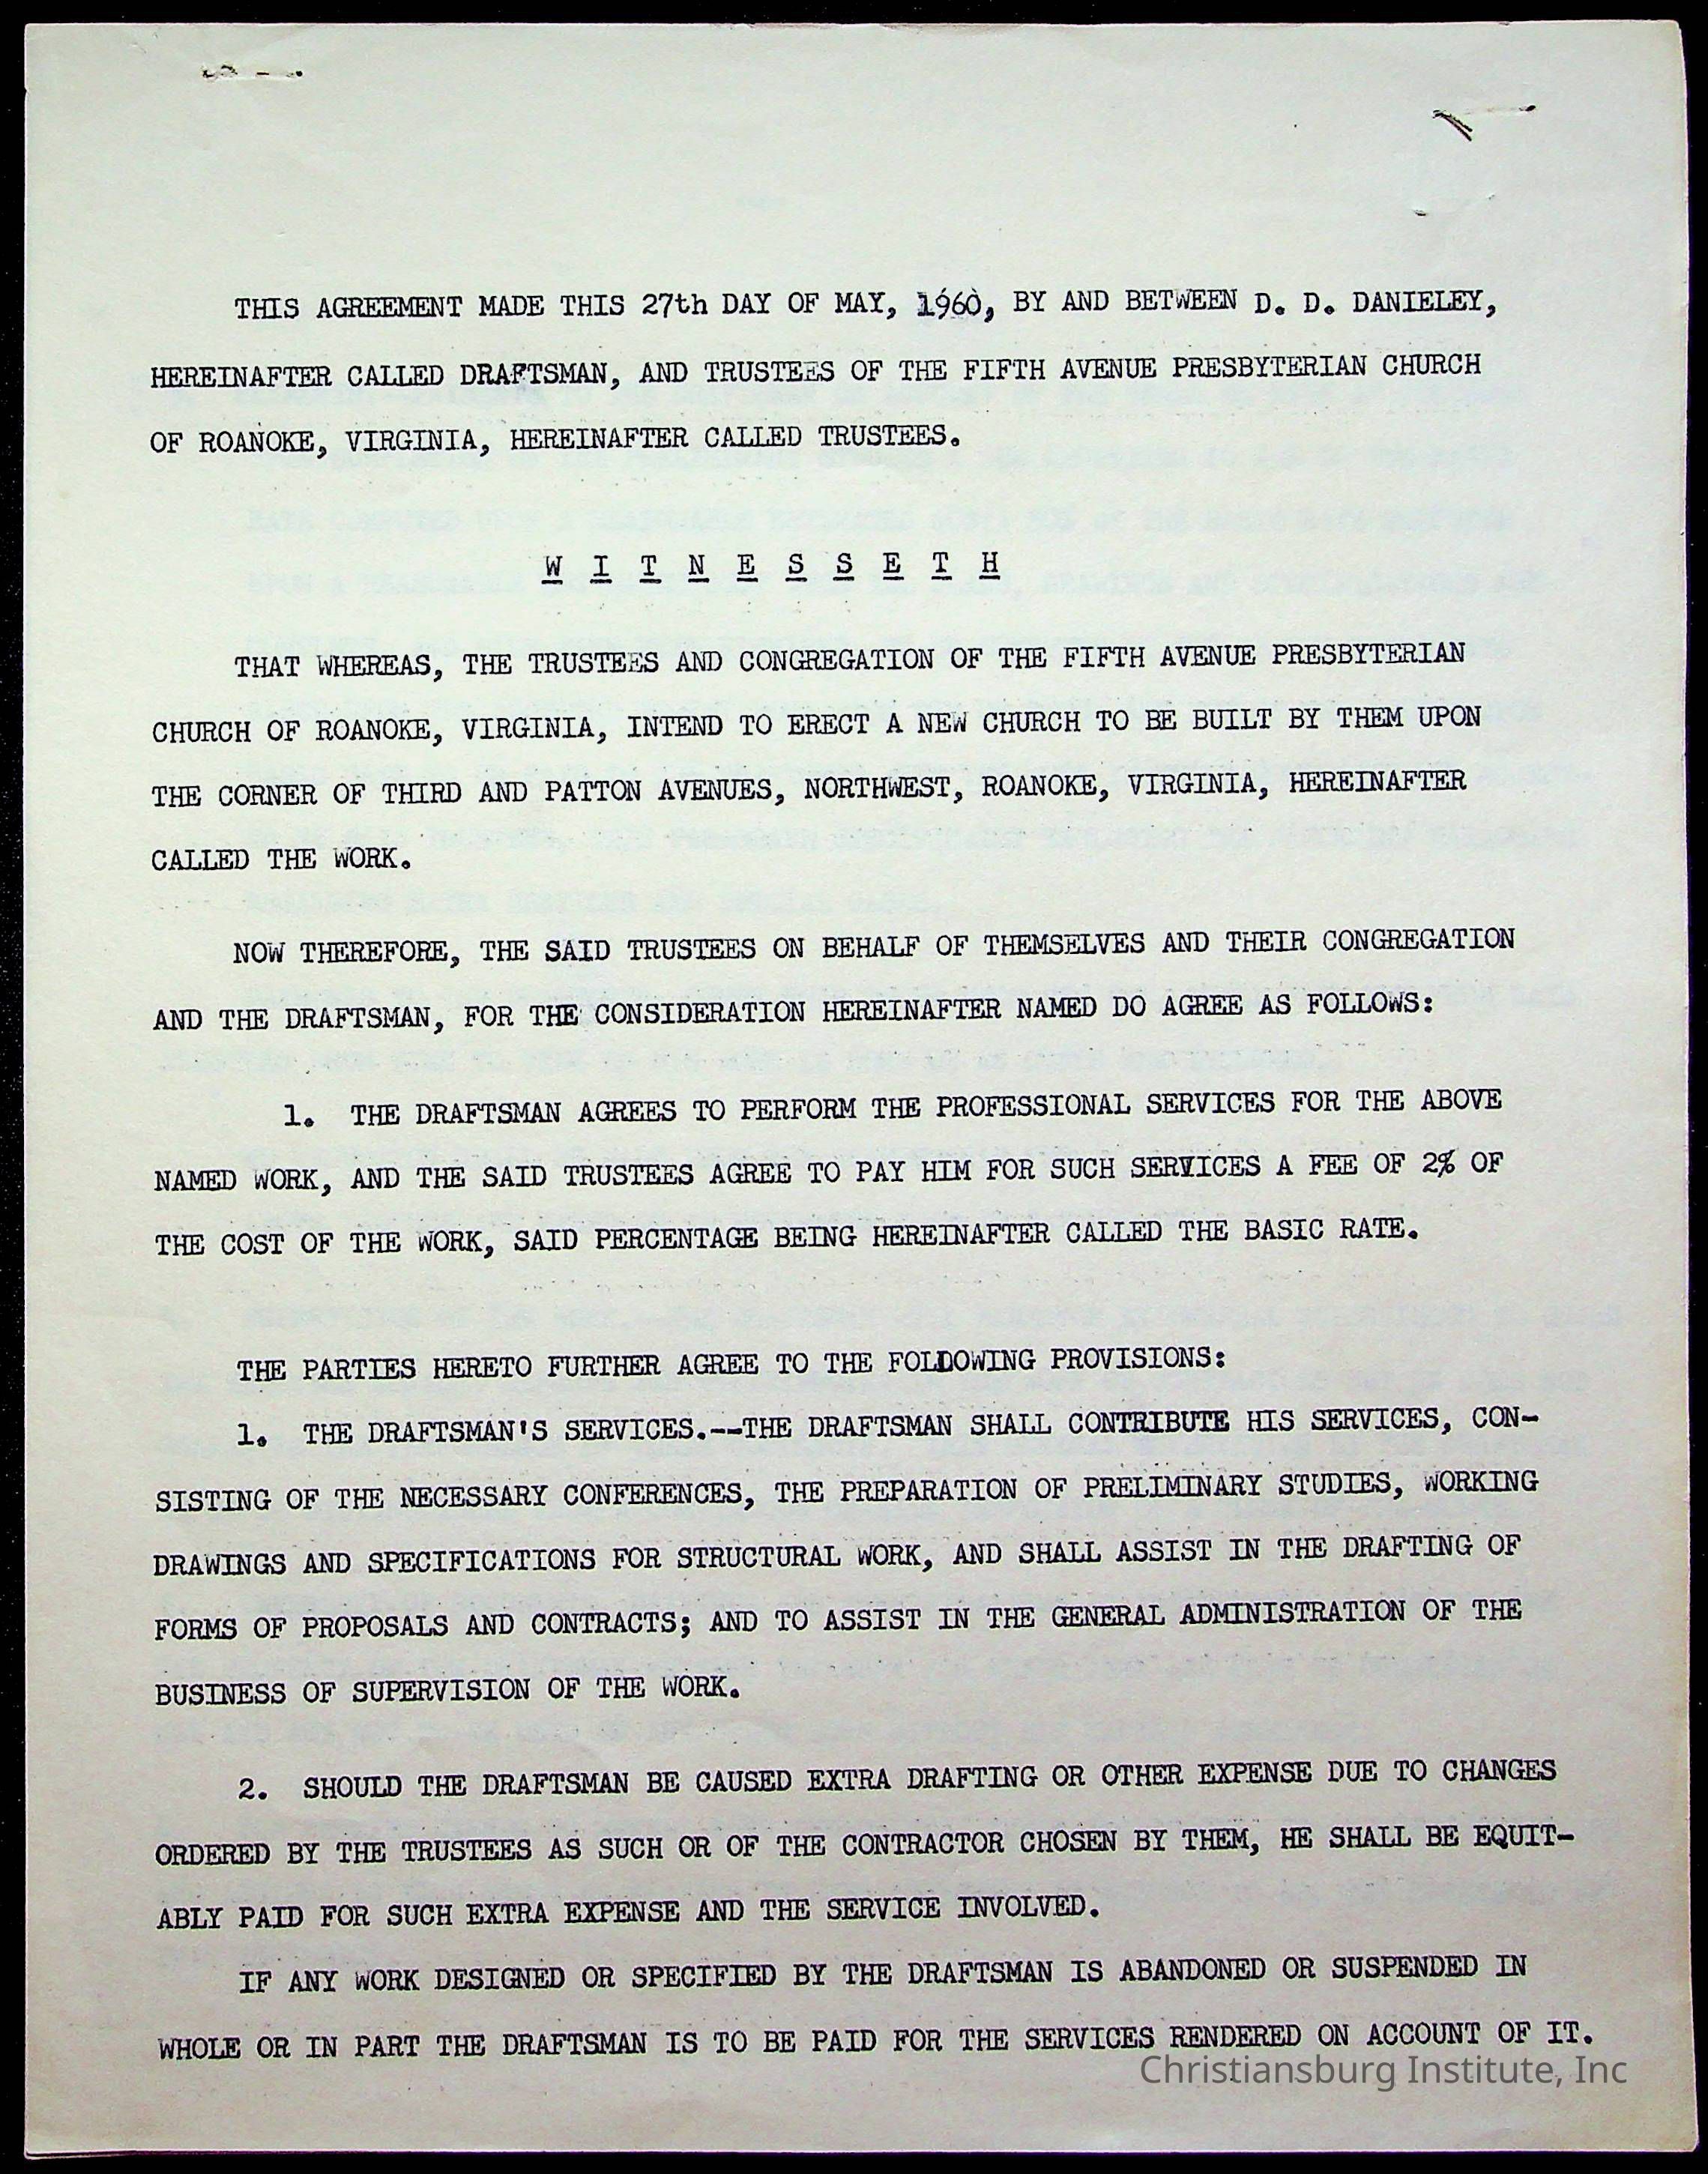 THIS AGREEMENT MADE THIS 27th DAY OF MAY, 1960, BY AND BETWEEN D. D. DANIELEY,
HEREINAFTER CALLED DRAFTSMAN, AND TRUSTEES OF THE FIFTH AVENUE PRESBYTERIAN CHURCH
OF ROANOKE, VIRGINIA, HEREINAFTER CALLED TRUSTEES.
W I T N E S S E T H
THAT WHEREAS, THE TRUSTEES AND CONGREGATION OF THE FIFTH AVENUE PRESBYTERIAN
CHURCH OF ROANOKE, VIRGINIA, INTEND TO ERECT A NEW CHURCH TO BE BUILT BY THEM UPON
THE CORNER OF THIRD AND PATTON AVENUES, NORTHWEST, ROANOKE, VIRGINIA, HEREINAFTER
CALLED THE WORK.
NOW THEREFORE, THE SAID TRUSTEES ON BEHALF OF THEMSELVES AND THEIR CONGREGATION
AND THE DRAFTSMAN, FOR THE CONSIDERATION HEREINAFTER NAMED DO AGREE AS FOLLOWS:
1. THE DRAFTSMAN AGREES TO PERFORM THE PROFESSIONAL SERVICES FOR THE ABOVE
NAMED WORK, AND THE SAID TRUSTEES AGREE TO PAY HIM FOR SUCH SERVICES A FEE OF 2% OF
THE COST OF THE WORK, SAID PERCENTAGE BEING HEREINAFTER CALLED THE BASIC RATE.
THE PARTIES HERETO FURTHER AGREE TO THE FOLLOWING PROVISIONS:
1. THE DRAFTSMAN'S SERVICES.--THE DRAFTSMAN SHALL CONTRIBUTE HIS SERVICES, CON-
SISTING OF THE NECESSARY CONFERENCES, THE PREPARATION OF PRELIMINARY STUDIES, WORKING
DRAWINGS AND SPECIFICATIONS FOR STRUCTURAL WORK, AND SHALL ASSIST IN THE DRAFTING OF
FORMS OF PROPOSALS AND CONTRACTS; AND TO ASSIST IN THE GENERAL ADMINISTRATION OF THE
BUSINESS OF SUPERVISION OF THE WORK.
2. SHOULD THE DRAFTSMAN BE CAUSED EXTRA DRAFTING OR OTHER EXPENSE DUE TO CHANGES
ORDERED BY THE TRUSTEES AS SUCH OR OF THE CONTRACTOR CHOSEN BY THEM, HE SHALL BE EQUIT-
ABLY PAID FOR SUCH EXTRA EXPENSE AND THE SERVICE INVOLVED.
IF ANY WORK DESIGNED OR SPECIFIED BY THE DRAFTSMAN IS ABANDONED OR SUSPENDED IN
WHOLE OR IN PART THE DRAFTSMAN IS TO BE PAID FOR THE SERVICES RENDERED ON ACCOUNT OF IT.
Christiansburg Institute, Inc